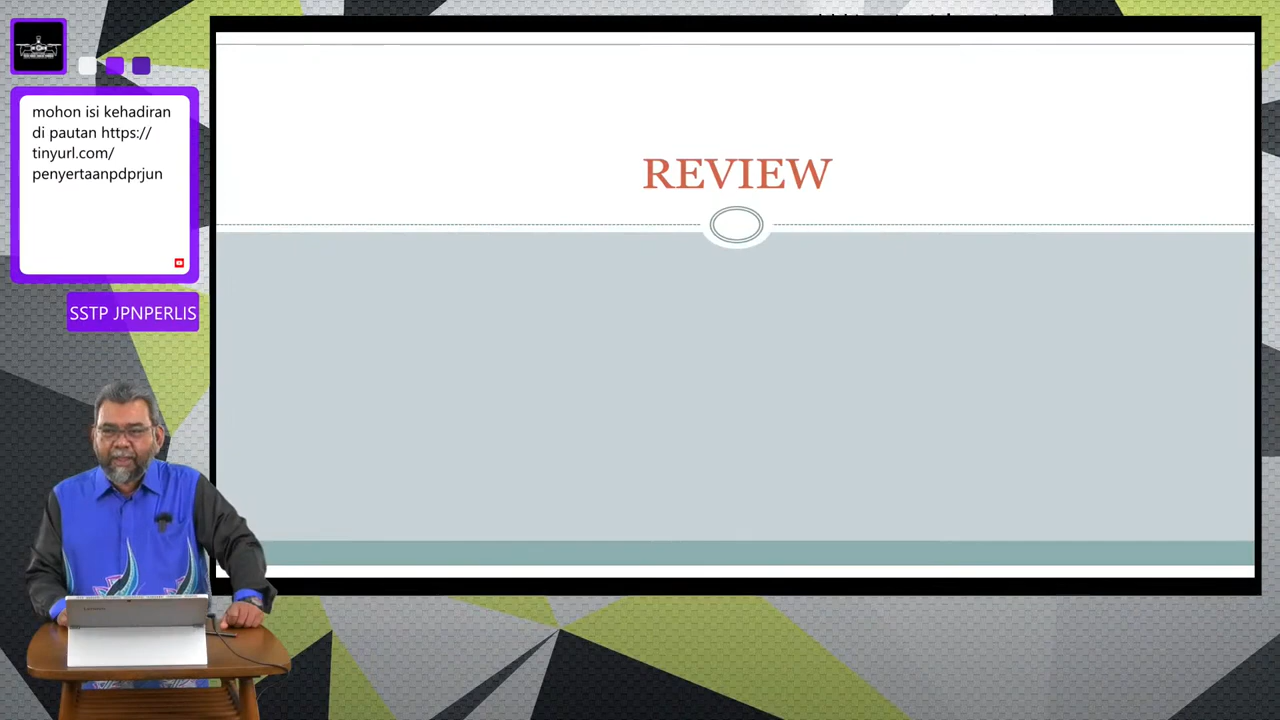 mohon isi kehadiran
di pautan https://
tinyurl.com/
penyertaanpdprjun
SSTP JPNPERLIS
REVIEW